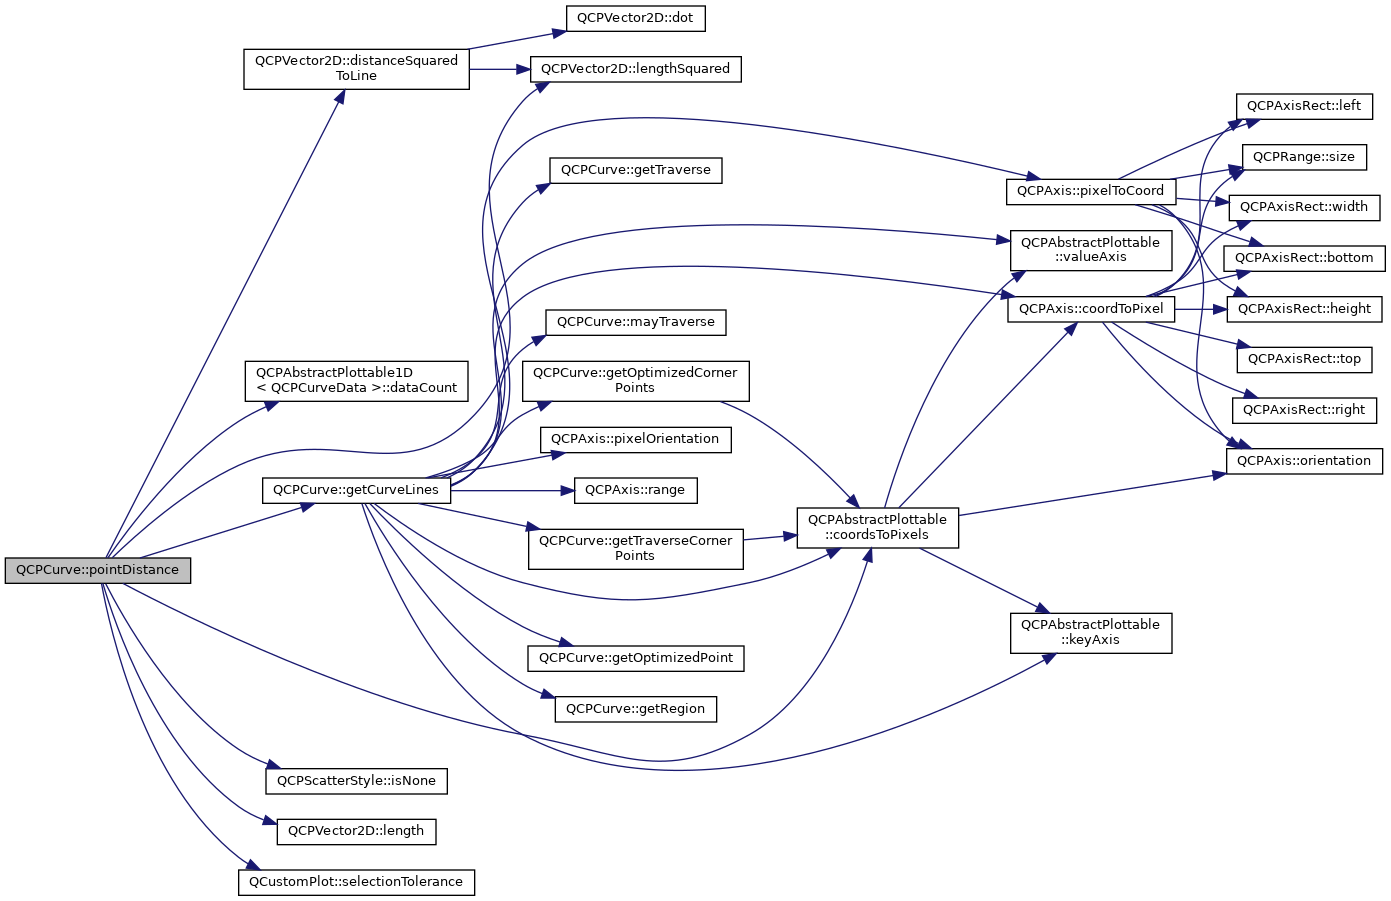 QCPVector2D::dot
QCPVector2D::distanceSquared
ToLine
QCPVector2D::lengthSquared
QCPAxisRect::left
QCPRange::size
QCPCurve::getTraverse
QCPAxis::pixelToCoord
QCPAxisRect::width
QCPAbstractPlottable
::valueAxis
QCPAxisRect::bottom
QCPAxis::coordToPixel
QCPAxisRect::height
QCPCurve::mayTraverse
QCPAxisRect::top
QCPAbstractPlottable1D
< QCPCurveData >::dataCount
QCPCurve::getOptimizedCorner
Points
QCPAxisRect::right
QCPAxis::pixelOrientation
QCPAxis::orientation
QCPCurve::getCurveLines
QCPAxis::range
QCPAbstractPlottable
::coordsToPixels
QCPCurve::getTraverseCorner
Points
QCPCurve::pointDistance
QCPAbstractPlottable
::keyAxis
QCPCurve::getOptimizedPoint
QCPCurve::getRegion
QCPScatterStyle::isNone
QCPVector2D::length
QCustomPlot::selectionTolerance